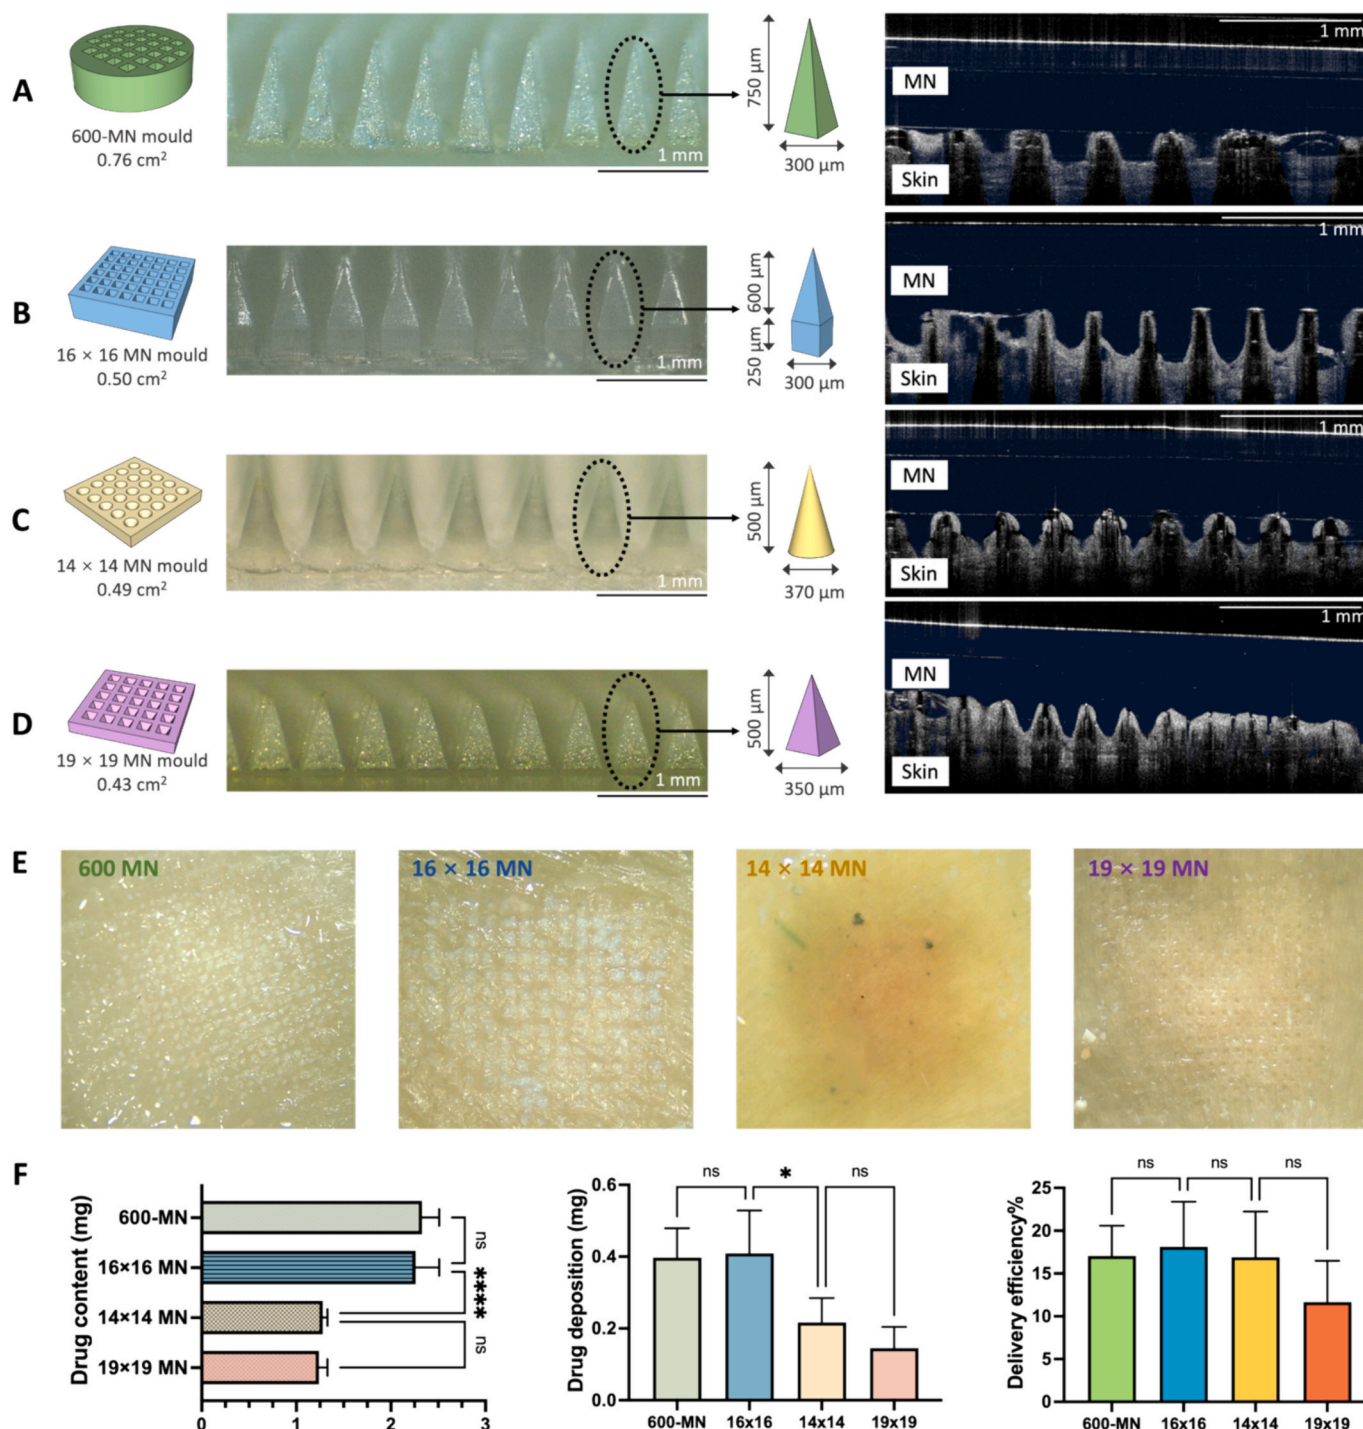 A
600-MN mould
0.76 cm²
1 mm
750 µm
300 µm
1 mm
MN
Skin
B
16 × 16 MN mould
0.50 cm²
1 mm
600 µm
250 µm
300 µm
1 mm
MN
Skin
C
14 × 14 MN mould
0.49 cm²
1 mm
500 µm
370 µm
1 mm
MN
Skin
D
19 × 19 MN mould
0.43 cm²
1 mm
500 µm
350 µm
1 mm
MN
Skin
E
600 MN
16 × 16 MN
14 × 14 MN
19 × 19 MN
F
Drug content (mg)
600-MN
16×16 MN
14×14 MN
19×19 MN
ns
****
ns
0 1 2 3
Drug deposition (mg)
0.6
0.4
0.2
0.0
ns * ns
600-MN 16x16 14x14 19x19
Delivery efficiency%
25
20
15
10
5
0
ns ns ns
600-MN 16x16 14x14 19x19